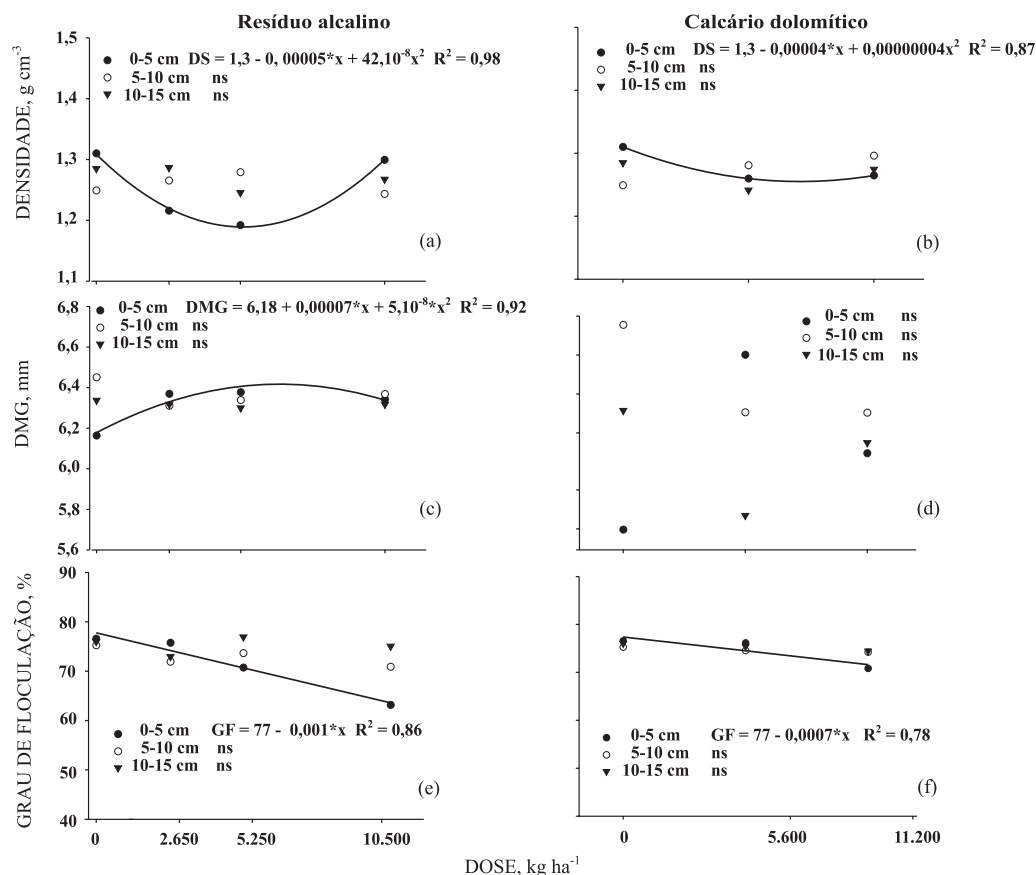 Resíduo alcalino
Calcário dolomítico
DENSIDADE, g cm⁻³
1,5
1,4
1,3
1,2
1,1
0-5 cm DS = 1,3 - 0, 00005*x + 42,10⁻⁸x² R² = 0,98
5-10 cm ns
10-15 cm ns
(a)
0-5 cm DS = 1,3 - 0,00004*x + 0,00000004x² R² = 0,87
5-10 cm ns
10-15 cm ns
(b)
DMG, mm
6,8
6,6
6,4
6,2
6,0
5,8
5,6
0-5 cm DMG = 6,18 + 0,00007*x + 5,10⁻⁸*x² R² = 0,92
5-10 cm ns
10-15 cm ns
(c)
0-5 cm ns
5-10 cm ns
10-15 cm ns
(d)
GRAU DE FLOCULAÇÃO, %
90
80
70
60
50
40
0-5 cm GF = 77 - 0,001*x R² = 0,86
5-10 cm ns
10-15 cm ns
(e)
0-5 cm GF = 77 - 0,0007*x R² = 0,78
5-10 cm ns
10-15 cm ns
(f)
0 2.650 5.250 10.500
0 5.600 11.200
DOSE, kg ha⁻¹